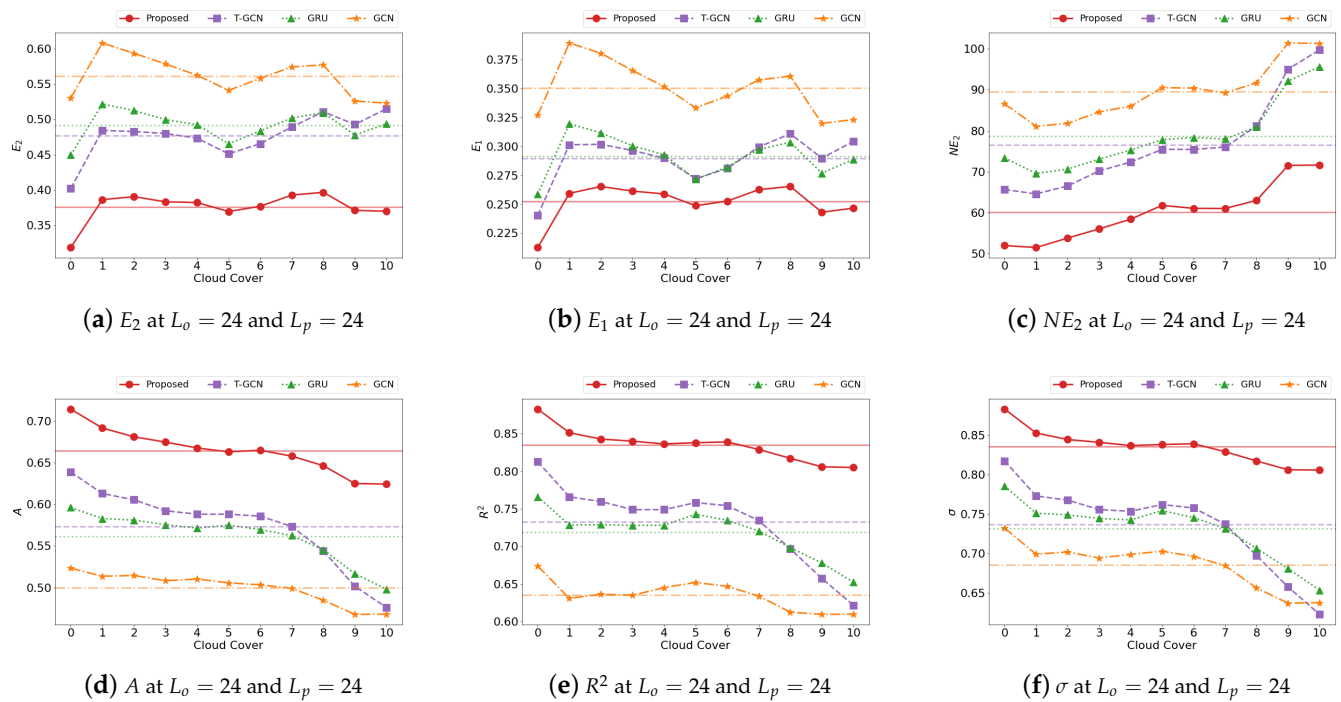 Proposed T-GCN GRU GCN
0.60
0.55
0.50
0.45
0.40
0.35
E₂
0 1 2 3 4 5 6 7 8 9 10
Cloud Cover
(a) E₂ at Lₒ = 24 and Lₚ = 24
Proposed T-GCN GRU GCN
0.375
0.350
0.325
0.300
0.275
0.250
0.225
E₁
0 1 2 3 4 5 6 7 8 9 10
Cloud Cover
(b) E₁ at Lₒ = 24 and Lₚ = 24
Proposed T-GCN GRU GCN
100
90
80
70
60
50
NE₂
0 1 2 3 4 5 6 7 8 9 10
Cloud Cover
(c) NE₂ at Lₒ = 24 and Lₚ = 24
Proposed T-GCN GRU GCN
0.70
0.65
0.60
0.55
0.50
A
0 1 2 3 4 5 6 7 8 9 10
Cloud Cover
(d) A at Lₒ = 24 and Lₚ = 24
Proposed T-GCN GRU GCN
0.85
0.80
0.75
0.70
0.65
0.60
R²
0 1 2 3 4 5 6 7 8 9 10
Cloud Cover
(e) R² at Lₒ = 24 and Lₚ = 24
Proposed T-GCN GRU GCN
0.85
0.80
0.75
0.70
0.65
σ
0 1 2 3 4 5 6 7 8 9 10
Cloud Cover
(f) σ at Lₒ = 24 and Lₚ = 24